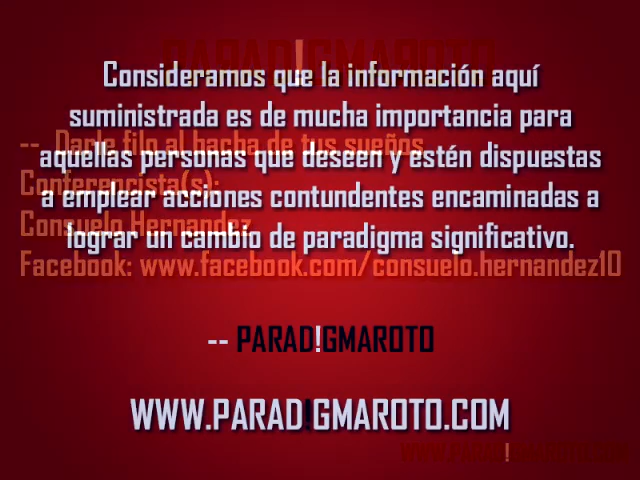 PARAD!GMAROTO
Consideramos que la información aquí
suministrada es de mucha importancia para
-- Darle filo al hacha de tus sueños
aquellas personas que deseen y estén dispuestas
Conferencista(s):
a emplear acciones contundentes encaminadas a
Consuelo Hernandez
lograr un cambio de paradigma significativo.
Facebook: www.facebook.com/consuelo.hernandez10
-- PARAD!GMAROTO
WWW.PARAD!GMAROTO.COM
WWW.PARAD!GMAROTO.COM